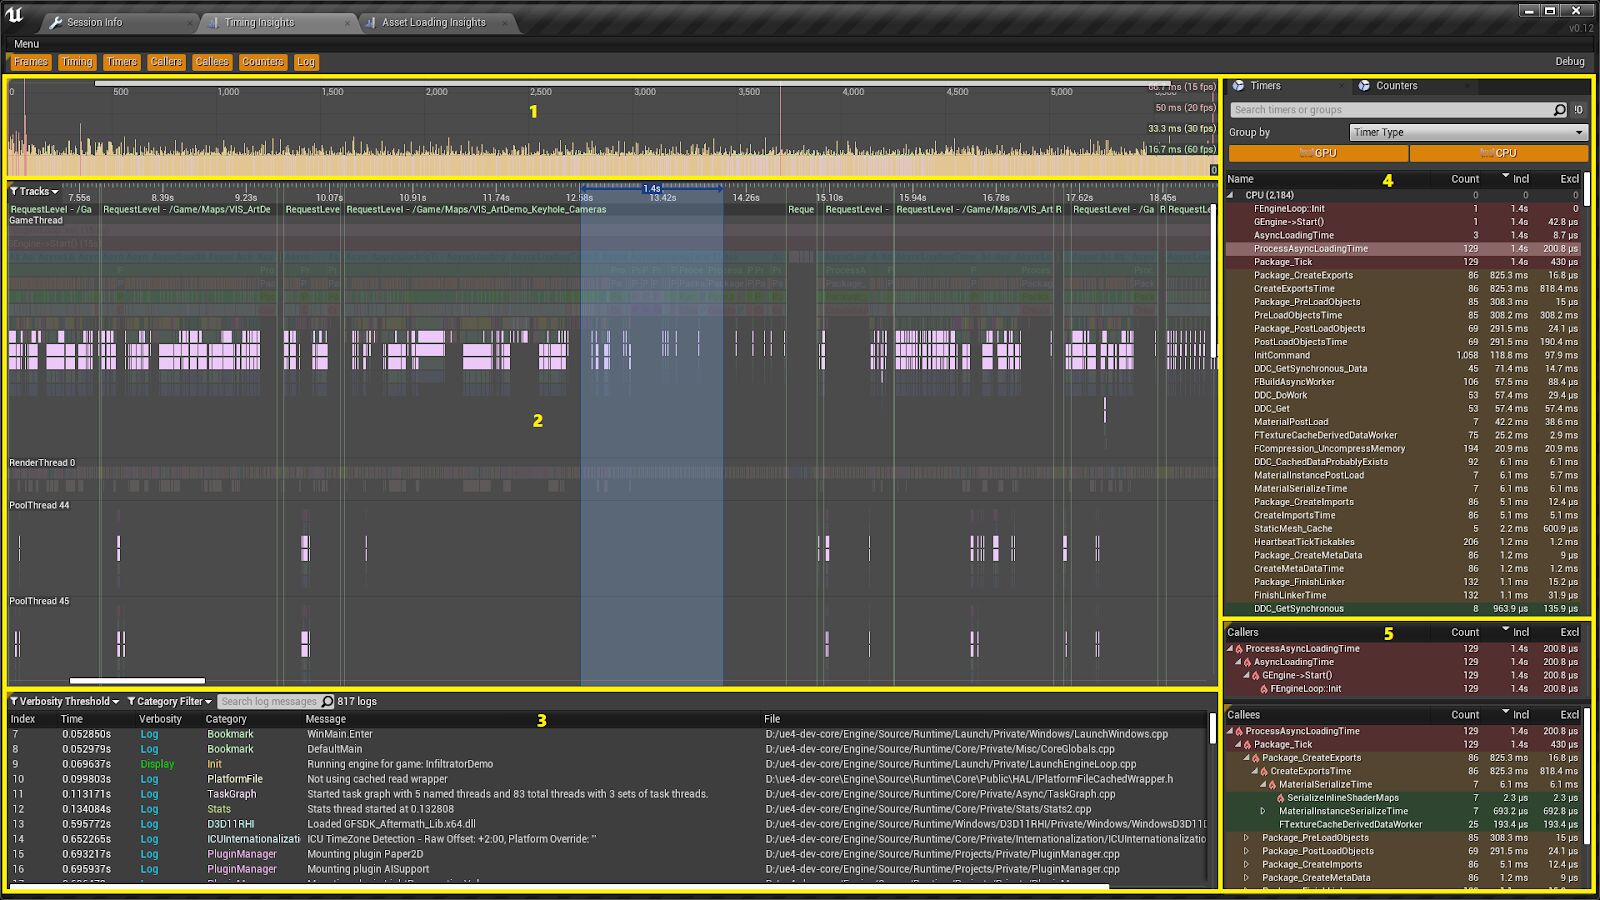 Session Info
Timing Insights
Asset Loading Insights
v0.12
Menu
Frames Timing Timers Callers Callees Counters Log
Debug
0 500 1,000 1,500 2,000 2,500 3,000 3,500 4,000 4,500 5,000
66.7 ms (15 fps)
50 ms (20 fps)
33.3 ms (30 fps)
16.7 ms (60 fps)
0
1
Tracks
1.4s
7.55s 8.39s 9.23s 10.07s 10.91s 11.74s 12.58s 13.42s 14.26s 15.10s 15.94s 16.78s 17.62s 18.45s
RequestLevel - /Ga RequestLevel - /Game/Maps/VIS_ArtDe RequestLeve RequestLevel - /Game/Maps/VIS_ArtDemo_Keyhole_Cameras Reque RequestLevel - RequestLevel - /Game/Maps/VIS_Art R RequestLevel - /Ga R RequestLe
GameThread
GEngine->Start() (15s)
2
RenderThread 0
PoolThread 44
PoolThread 45
Verbosity Threshold Category Filter Search log messages 817 logs
3
Index Time Verbosity Category Message File
7 0.052850s Log Bookmark WinMain.Enter D:/ue4-dev-core/Engine/Source/Runtime/Launch/Private/Windows/LaunchWindows.cpp
8 0.052979s Log Bookmark DefaultMain D:/ue4-dev-core/Engine/Source/Runtime/Core/Private/Misc/CoreGlobals.cpp
9 0.069637s Display Init Running engine for game: InfiltratorDemo D:/ue4-dev-core/Engine/Source/Runtime/Launch/Private/LaunchEngineLoop.cpp
10 0.099803s Log PlatformFile Not using cached read wrapper D:\ue4-dev-core\Engine\Source\Runtime\Core\Public\HAL/IPlatformFileCachedWrapper.h
11 0.113171s Log TaskGraph Started task graph with 5 named threads and 83 total threads with 3 sets of task threads. D:/ue4-dev-core/Engine/Source/Runtime/Core/Private/Async/TaskGraph.cpp
12 0.134084s Log Stats Stats thread started at 0.132808 D:/ue4-dev-core/Engine/Source/Runtime/Core/Private/Stats/Stats2.cpp
13 0.595772s Log D3D11RHI Loaded GFSDK_Aftermath_Lib.x64.dll D:/ue4-dev-core/Engine/Source/Runtime/Windows/D3D11RHI/Private/Windows/WindowsD3D11
14 0.652265s Log ICUInternationalizati ICU TimeZone Detection - Raw Offset: +2:00, Platform Override: '' D:/ue4-dev-core/Engine/Source/Runtime/Core/Private/Internationalization/ICUInternationaliza
15 0.693217s Log PluginManager Mounting plugin Paper2D D:/ue4-dev-core/Engine/Source/Runtime/Projects/Private/PluginManager.cpp
16 0.695937s Log PluginManager Mounting plugin AISupport D:/ue4-dev-core/Engine/Source/Runtime/Projects/Private/PluginManager.cpp
Timers Counters
Search timers or groups
Group by Timer Type
GPU CPU
4
Name Count Incl Excl
CPU (2,184) 0 0 0
FEngineLoop::Init 1 1.4s 0
GEngine->Start() 1 1.4s 42.8 µs
AsyncLoadingTime 3 1.4s 8.7 µs
ProcessAsyncLoadingTime 129 1.4s 200.8 µs
Package_Tick 129 1.4s 430 µs
Package_CreateExports 86 825.3 ms 16.8 µs
CreateExportsTime 86 825.3 ms 818.4 ms
Package_PreLoadObjects 85 308.3 ms 15 µs
PreLoadObjectsTime 85 308.2 ms 308.2 ms
Package_PostLoadObjects 69 291.5 ms 24.1 µs
PostLoadObjectsTime 69 291.5 ms 190.4 ms
InitCommand 1,058 118.8 ms 97.9 ms
DDC_GetSynchronous_Data 45 71.4 ms 14.7 ms
FBuildAsyncWorker 106 57.5 ms 88.4 µs
DDC_DoWork 53 57.4 ms 29.4 µs
DDC_Get 53 57.4 ms 57.4 ms
MaterialPostLoad 7 42.2 ms 38.6 ms
FTextureCacheDerivedDataWorker 75 25.2 ms 2.9 ms
FCompression_UncompressMemory 194 20.9 ms 20.9 ms
DDC_CachedDataProbablyExists 92 6.1 ms 6.1 ms
MaterialInstancePostLoad 7 6.1 ms 5.7 ms
MaterialSerializeTime 7 6.1 ms 6.1 ms
Package_CreateImports 86 5.1 ms 12.4 µs
CreateImportsTime 86 5.1 ms 5.1 ms
StaticMesh_Cache 5 2.2 ms 600.9 µs
HeartbeatTickTickables 206 1.2 ms 1.2 ms
Package_CreateMetaData 86 1.2 ms 9 µs
CreateMetaDataTime 86 1.2 ms 1.2 ms
Package_FinishLinker 132 1.1 ms 15.2 µs
FinishLinkerTime 132 1.1 ms 31.9 µs
DDC_GetSynchronous 8 963.9 µs 135.9 µs
Callers 5 Count Incl Excl
ProcessAsyncLoadingTime 129 1.4s 200.8 µs
AsyncLoadingTime 129 1.4s 200.8 µs
GEngine->Start() 129 1.4s 200.8 µs
FEngineLoop::Init 129 1.4s 200.8 µs
Callees Count Incl Excl
ProcessAsyncLoadingTime 129 1.4s 200.8 µs
Package_Tick 129 1.4s 430 µs
Package_CreateExports 86 825.3 ms 16.8 µs
CreateExportsTime 86 825.3 ms 818.4 ms
MaterialSerializeTime 7 6.1 ms 6.1 ms
SerializeInlineShaderMaps 7 2.3 µs 2.3 µs
MaterialInstanceSerializeTime 7 693.2 µs 692.8 µs
FTextureCacheDerivedDataWorker 25 193.4 µs 193.4 µs
Package_PreLoadObjects 85 308.3 ms 15 µs
Package_PostLoadObjects 69 291.5 ms 24.1 µs
Package_CreateImports 86 5.1 ms 12.4 µs
Package_CreateMetaData 86 1.2 ms 9 µs